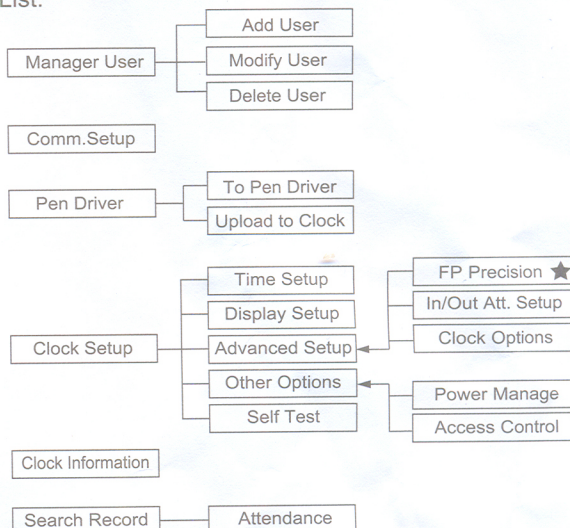 List:
Add User
Manager User
Modify User
Delete User
Comm.Setup
To Pen Driver
Pen Driver
Upload to Clock
Time Setup
FP Precision ★
Display Setup
In/Out Att. Setup
Clock Setup
Advanced Setup
Clock Options
Other Options
Power Manage
Self Test
Access Control
Clock Information
Search Record
Attendance